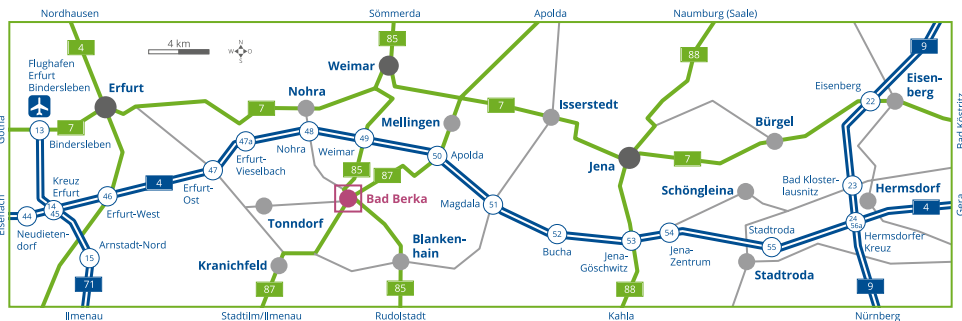 Nordhausen
Sömmerda
Apolda
Naumburg (Saale)
4 km
N
W
O
S
85
9
4
88
Flughafen
Erfurt
Bindersleben
Weimar
Eisenberg
22
Eisen-
berg
Erfurt
Nohra
7
7
Isserstedt
Mellingen
Bürgel
Gotha
13
7
Bindersleben
47a
48
49
Erfurt-
Vieselbach
Nohra
Weimar
50
Apolda
Jena
7
Bad Köstritz
Kreuz
Erfurt
4
47
Erfurt-
Ost
85
87
Bad Berka
Schöngleina
Bad Kloster-
lausnitz
23
Hermsdorf
Eisenach
44
14
45
46
Erfurt-West
Tonndorf
Magdala
51
24
56a
4
Gera
Neudieten-
dorf
Arnstadt-Nord
15
Kranichfeld
Blanken-
hain
52
Bucha
53
Jena-
Göschwitz
54
Jena-
Zentrum
Stadtroda
55
Hermsdorfer
Kreuz
Stadtroda
71
87
85
88
9
Ilmenau
Stadtilm/Ilmenau
Rudolstadt
Kahla
Nürnberg